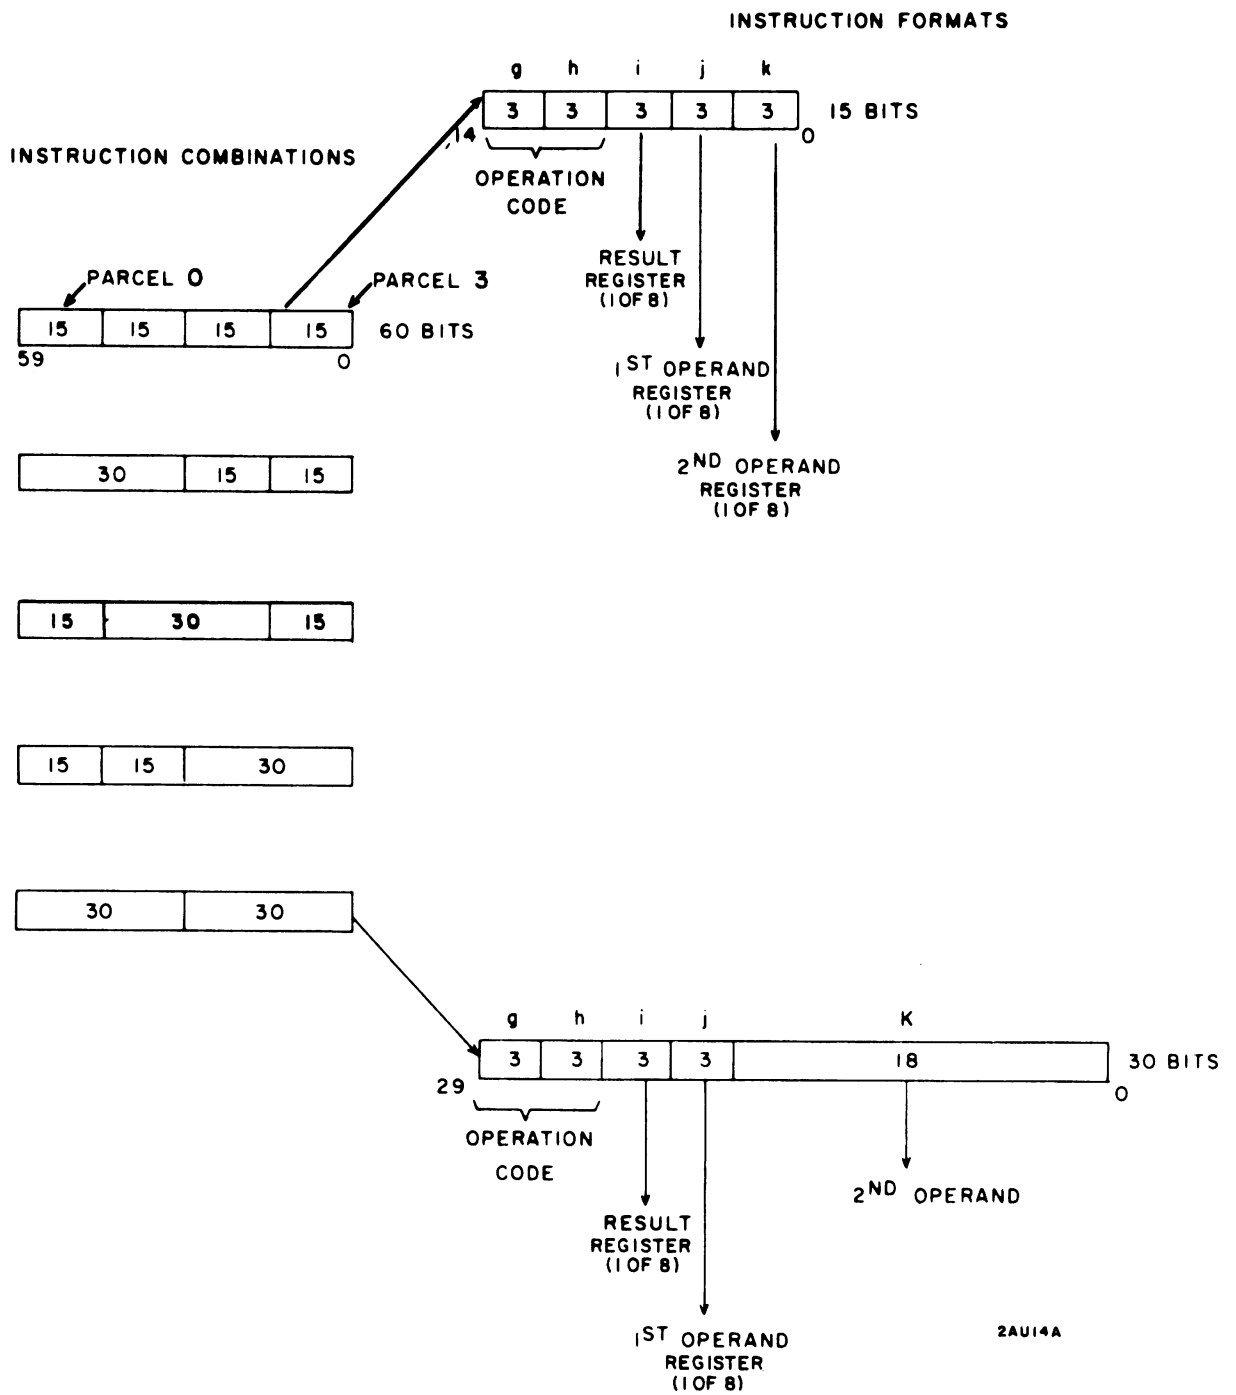 INSTRUCTION FORMATS
g h i j k
3 3 3 3 3 15 BITS
14 0
INSTRUCTION COMBINATIONS
OPERATION
CODE
RESULT
REGISTER
(1 OF 8)
PARCEL 0
PARCEL 3
15 15 15 15 60 BITS
59 0
1ST OPERAND
REGISTER
(1 OF 8)
30 15 15
2ND OPERAND
REGISTER
(1 OF 8)
15 30 15
15 15 30
30 30
g h i j K
3 3 3 3 18 30 BITS
29 0
OPERATION
CODE
2ND OPERAND
RESULT
REGISTER
(1 OF 8)
1ST OPERAND
REGISTER
(1 OF 8)
2AU14A